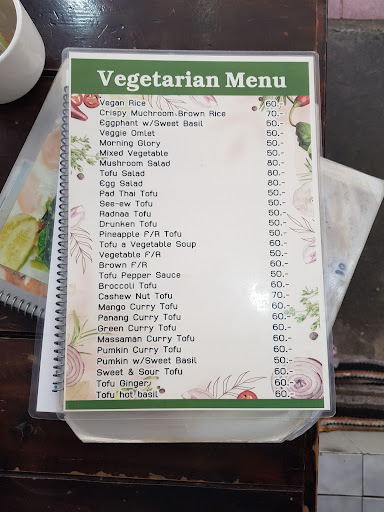 Vegetarian Menu
Vegan Rice 60.-
Crispy Muchroom.Brown Rice 70.-
Eggphant w/Sweet Basil 50.-
Veggie Omlet 50.-
Morning Glory 50.-
Mixed Vegetable 50.-
Mushroom Salad 80.-
Tofu Salad 80.-
Egg Salad 80.-
Pad Thai Tofu 50.-
See-ew Tofu 50.-
Radnaa Tofu 50.-
Drunken Tofu 50.-
Pineapple F/R Tofu 50.-
Tofu a Vegetable Soup 60.-
Vegetable F/R 50.-
Brown F/R 60.-
Tofu Pepper Sauce 50.-
Broccoli Tofu 60.-
Cashew Nut Tofu 70.-
Mango Curry Tofu 60.-
Panang Curry Tofu 60.-
Green Curry Tofu 60.-
Massaman Curry Tofu 60.-
Pumkin Curry Tofu 60.-
Pumkin w/Sweet Basil 50.-
Sweet & Sour Tofu 60.-
Tofu Ginger 60.-
Tofu hot basil 60.-